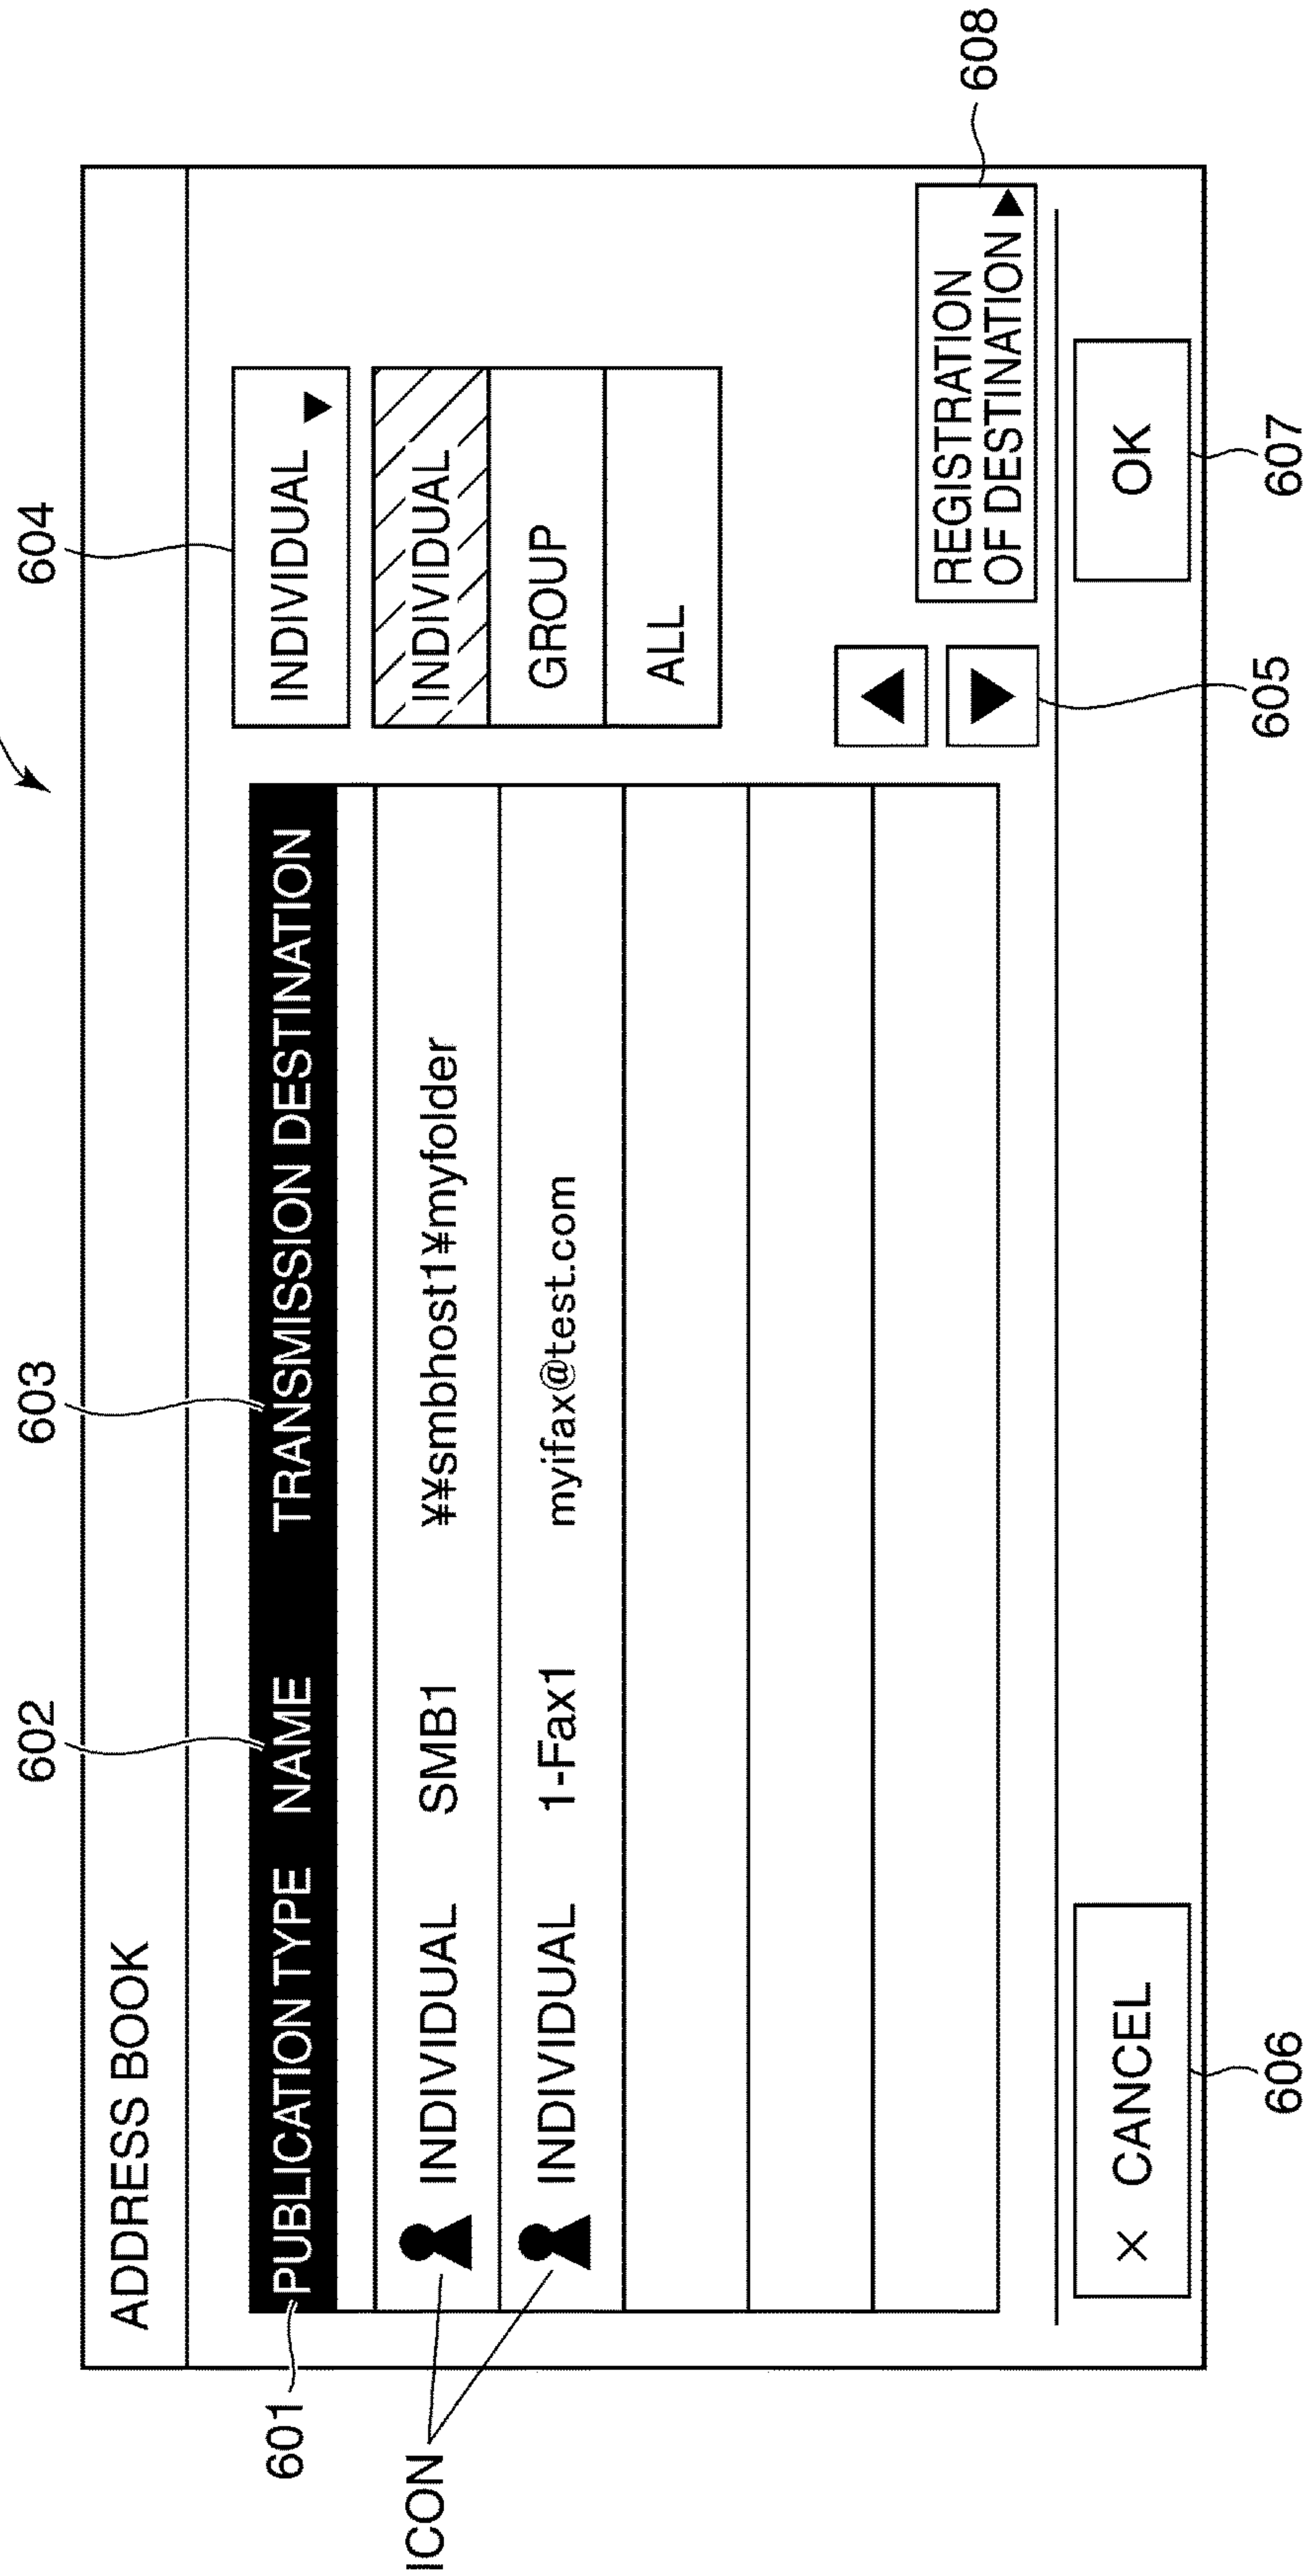 602
603
604
ADDRESS BOOK
601
PUBLICATION TYPE NAME TRANSMISSION DESTINATION
INDIVIDUAL ▼
ICON
INDIVIDUAL SMB1 ¥¥smbhost1¥myfolder
INDIVIDUAL
INDIVIDUAL 1-Fax1 myifax@test.com
GROUP
ALL
▲
▼
REGISTRATION
OF DESTINATION ▶
608
× CANCEL
OK
606
605
607